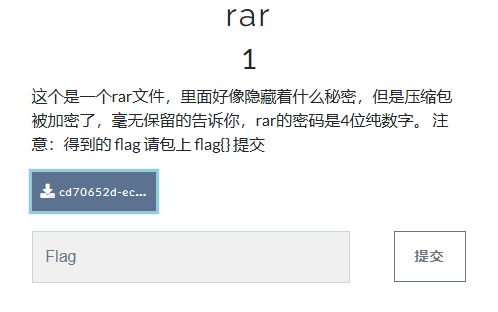 rar
1
这个是一个rar文件，里面好像隐藏着什么秘密，但是压缩包
被加密了，毫无保留的告诉你，rar的密码是4位纯数字。 注
意：得到的 flag 请包上 flag{} 提交
cd70652d-ec...
Flag
提交